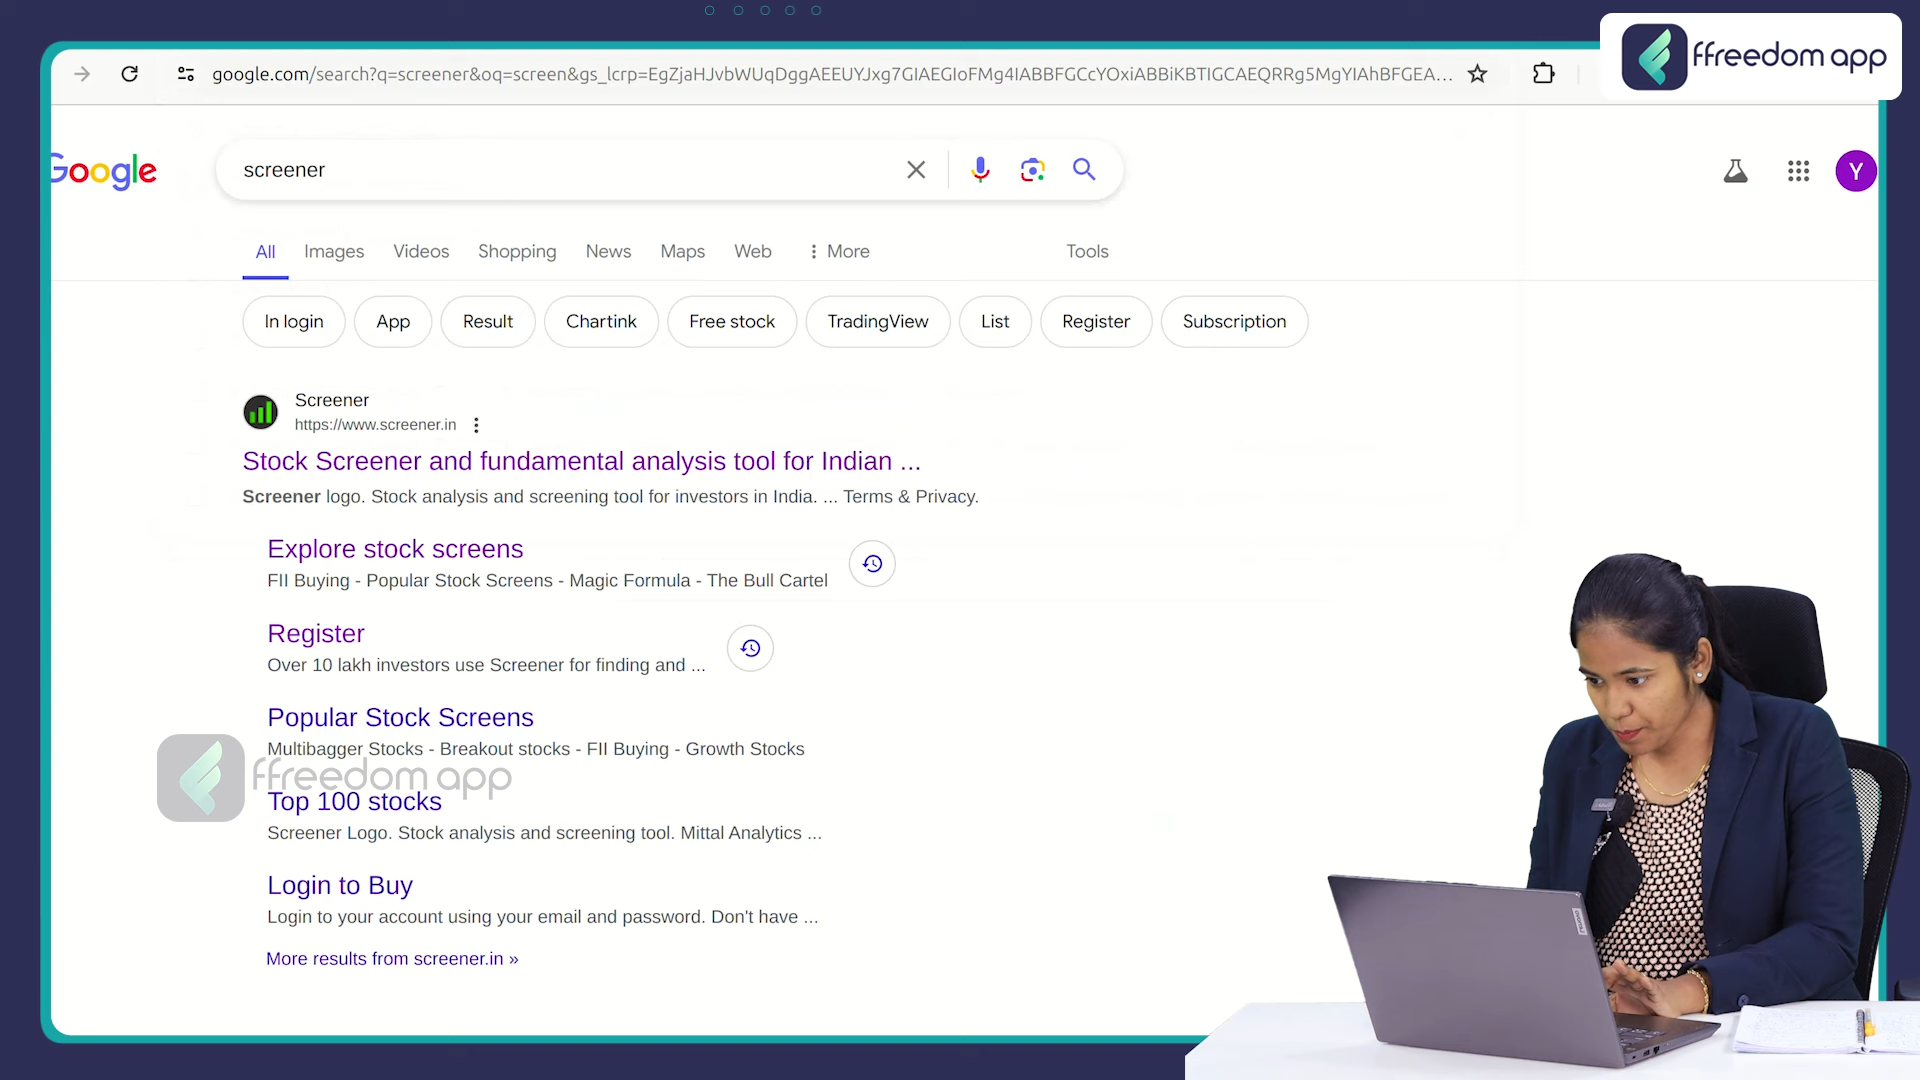 google.com/search?q=screener&oq=screen&gs_lcrp=EgZjaHJvbWUqDggAEEUYJxg7GIAEGIoFMg4IABBFGCcYOxiABBiKBTIGCAEQRRg5MgYIAhBFGEA...
ffreedom app
Google
screener
Y
All Images Videos Shopping News Maps Web More Tools
In login App Result Chartink Free stock TradingView List Register Subscription
Screener
https://www.screener.in
Stock Screener and fundamental analysis tool for Indian ...
Screener logo. Stock analysis and screening tool for investors in India. ... Terms & Privacy.
Explore stock screens
FII Buying - Popular Stock Screens - Magic Formula - The Bull Cartel
Register
Over 10 lakh investors use Screener for finding and ...
Popular Stock Screens
Multibagger Stocks - Breakout stocks - FII Buying - Growth Stocks
ffreedom app
Top 100 stocks
Screener Logo. Stock analysis and screening tool. Mittal Analytics ...
Login to Buy
Login to your account using your email and password. Don't have ...
More results from screener.in »